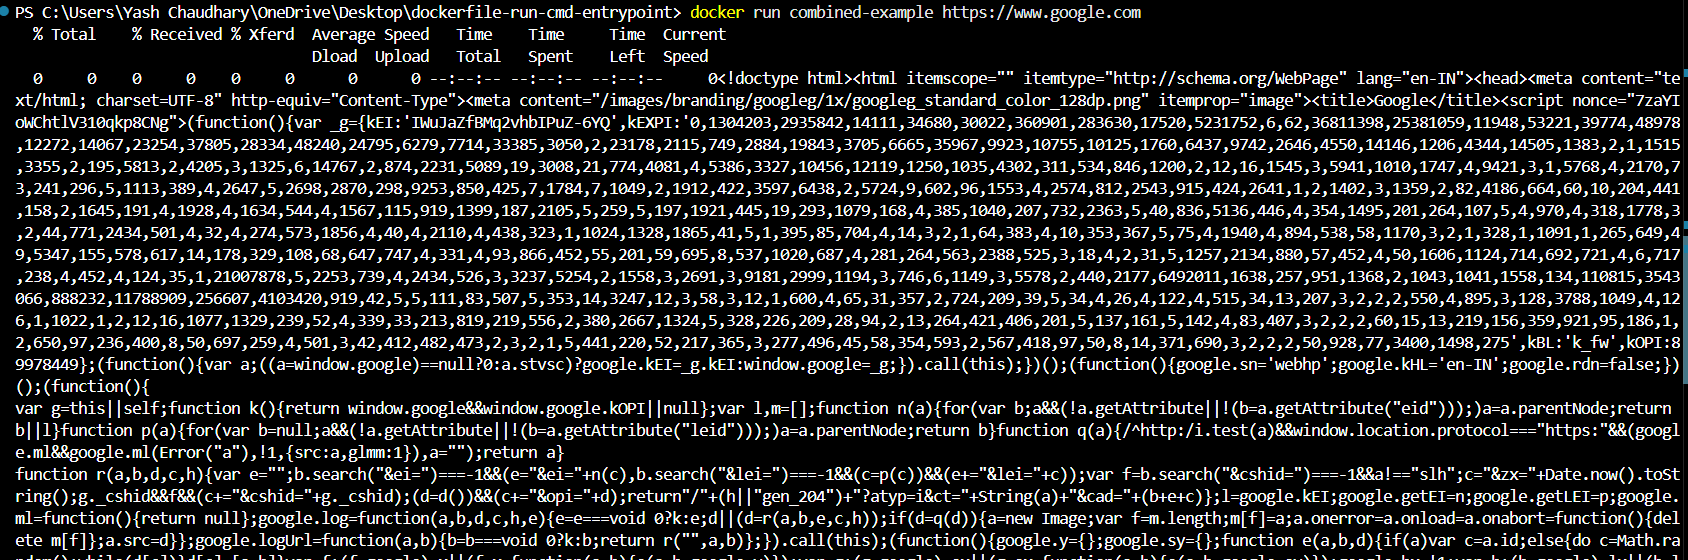 PS C:\Users\Yash Chaudhary\OneDrive\Desktop\dockerfile-run-cmd-entrypoint> docker run combined-example https://www.google.com
% Total % Received % Xferd Average Speed Time Time Time Current
Dload Upload Total Spent Left Speed
0 0 0 0 0 0 0 0 --:--:-- --:--:-- --:--:-- 0<!doctype html><html itemscope="" itemtype="http://schema.org/WebPage" lang="en-IN"><head><meta content="te
xt/html; charset=UTF-8" http-equiv="Content-Type"><meta content="/images/branding/googleg/1x/googleg_standard_color_128dp.png" itemprop="image"><title>Google</title><script nonce="7zaYI
oWChtlV310qkp8CNg">(function(){var _g={kEI:'IWuJaZfBMq2vhbIPuZ-6YQ',kEXPI:'0,1304203,2935842,14111,34680,30022,360901,283630,17520,5231752,6,62,36811398,25381059,11948,53221,39774,48978
,12272,14067,23254,37805,28334,48240,24795,6279,7714,33385,3050,2,23178,2115,749,2884,19843,3705,6665,35967,9923,10755,10125,1760,6437,9742,2646,4550,14146,1206,4344,14505,1383,2,1,1515
,3355,2,195,5813,2,4205,3,1325,6,14767,2,874,2231,5089,19,3008,21,774,4081,4,5386,3327,10456,12119,1250,1035,4302,311,534,846,1200,2,12,16,1545,3,5941,1010,1747,4,9421,3,1,5768,4,2170,7
3,241,296,5,1113,389,4,2647,5,2698,2870,298,9253,850,425,7,1784,7,1049,2,1912,422,3597,6438,2,5724,9,602,96,1553,4,2574,812,2543,915,424,2641,1,2,1402,3,1359,2,82,4186,664,60,10,204,441
,158,2,1645,191,4,1928,4,1634,544,4,1567,115,919,1399,187,2105,5,259,5,197,1921,445,19,293,1079,168,4,385,1040,207,732,2363,5,40,836,5136,446,4,354,1495,201,264,107,5,4,970,4,318,1778,3
,2,44,771,2434,501,4,32,4,274,573,1856,4,40,4,2110,4,438,323,1,1024,1328,1865,41,5,1,395,85,704,4,14,3,2,1,64,383,4,10,353,367,5,75,4,1940,4,894,538,58,1170,3,2,1,328,1,1091,1,265,649,4
9,5347,155,578,617,14,178,329,108,68,647,747,4,331,4,93,866,452,55,201,59,695,8,537,1020,687,4,281,264,563,2388,525,3,18,4,2,31,5,1257,2134,880,57,452,4,50,1606,1124,714,692,721,4,6,717
,238,4,452,4,124,35,1,21007878,5,2253,739,4,2434,526,3,3237,5254,2,1558,3,2691,3,9181,2999,1194,3,746,6,1149,3,5578,2,440,2177,6492011,1638,257,951,1368,2,1043,1041,1558,134,110815,3543
066,888232,11788909,256607,4103420,919,42,5,5,111,83,507,5,353,14,3247,12,3,58,3,12,1,600,4,65,31,357,2,724,209,39,5,34,4,26,4,122,4,515,34,13,207,3,2,2,2,550,4,895,3,128,3788,1049,4,12
6,1,1022,1,2,12,16,1077,1329,239,52,4,339,33,213,819,219,556,2,380,2667,1324,5,328,226,209,28,94,2,13,264,421,406,201,5,137,161,5,142,4,83,407,3,2,2,2,60,15,13,219,156,359,921,95,186,1,
2,650,97,236,400,8,50,697,259,4,501,3,42,412,482,473,2,3,2,1,5,441,220,52,217,365,3,277,496,45,58,354,593,2,567,418,97,50,8,14,371,690,3,2,2,2,50,928,77,3400,1498,275',kBL:'k_fw',kOPI:8
9978449};(function(){var a;((a=window.google)==null?0:a.stvsc)?google.kEI=_g.kEI:window.google=_g;}).call(this);})();(function(){google.sn='webhp';google.kHL='en-IN';google.rdn=false;})
();(function(){
var g=this||self;function k(){return window.google&&window.google.kOPI||null};var l,m=[];function n(a){for(var b;a&&(!a.getAttribute||!(b=a.getAttribute("eid")));)a=a.parentNode;return
b||l}function p(a){for(var b=null;a&&(!a.getAttribute||!(b=a.getAttribute("leid")));)a=a.parentNode;return b}function q(a){/^http:/i.test(a)&&window.location.protocol==="https:"&&(googl
e.ml&&google.ml(Error("a"),!1,{src:a,glmm:1}),a="");return a}
function r(a,b,d,c,h){var e="";b.search("&ei=")===-1&&(e="&ei="+n(c),b.search("&lei=")===-1&&(c=p(c))&&(e+="&lei="+c));var f=b.search("&cshid=")===-1&&a!=="slh";c="&zx="+Date.now().toSt
ring();g._cshid&&f&&(c+="&cshid="+g._cshid);(d=d())&&(c+="&opi="+d);return"/"+(h||"gen_204")+"?atyp=i&ct="+String(a)+"&cad="+(b+e+c)};l=google.kEI;google.getEI=n;google.getLEI=p;google.
ml=function(){return null};google.log=function(a,b,d,c,h,e){e=e===void 0?k:e;d||(d=r(a,b,e,c,h));if(d=q(d)){a=new Image;var f=m.length;m[f]=a;a.onerror=a.onload=a.onabort=function(){del
ete m[f]};a.src=d}};google.logUrl=function(a,b){b=b===void 0?k:b;return r("",a,b)};}).call(this);(function(){google.y={};google.sy=[];function e(a,b,d){if(a)var c=a.id;else{do c=Math.ra